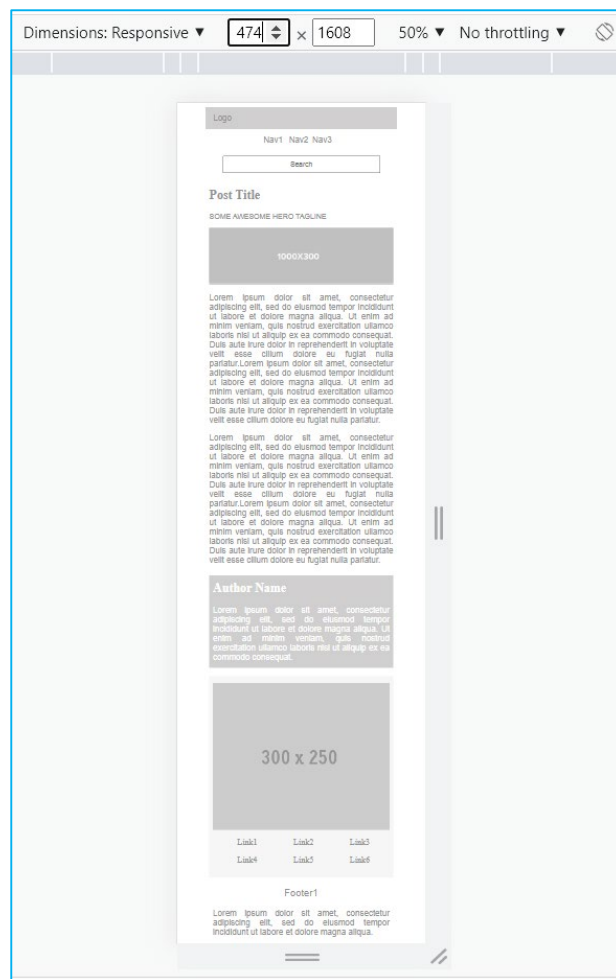 Dimensions: Responsive ▼ 474 × 1608 50% ▼ No throttling ▼
Logo
Nav1 Nav2 Nav3
Search
Post Title
SOME AWESOME HERO TAGLINE
1000X300
Lorem ipsum dolor sit amet, consectetur
adipiscing elit, sed do eiusmod tempor incididunt
ut labore et dolore magna aliqua. Ut enim ad
minim veniam, quis nostrud exercitation ullamco
laboris nisi ut aliquip ex ea commodo consequat.
Duis aute irure dolor in reprehenderit in voluptate
velit esse cillum dolore eu fugiat nulla
pariatur.Lorem ipsum dolor sit amet, consectetur
adipiscing elit, sed do eiusmod tempor incididunt
ut labore et dolore magna aliqua. Ut enim ad
minim veniam, quis nostrud exercitation ullamco
laboris nisi ut aliquip ex ea commodo consequat.
Duis aute irure dolor in reprehenderit in voluptate
velit esse cillum dolore eu fugiat nulla pariatur.
Lorem ipsum dolor sit amet, consectetur
adipiscing elit, sed do eiusmod tempor incididunt
ut labore et dolore magna aliqua. Ut enim ad
minim veniam, quis nostrud exercitation ullamco
laboris nisi ut aliquip ex ea commodo consequat.
Duis aute irure dolor in reprehenderit in voluptate
velit esse cillum dolore eu fugiat nulla
pariatur.Lorem ipsum dolor sit amet, consectetur
adipiscing elit, sed do eiusmod tempor incididunt
ut labore et dolore magna aliqua. Ut enim ad
minim veniam, quis nostrud exercitation ullamco
laboris nisi ut aliquip ex ea commodo consequat.
Duis aute irure dolor in reprehenderit in voluptate
velit esse cillum dolore eu fugiat nulla pariatur.
Author Name
Lorem ipsum dolor sit amet, consectetur
adipiscing elit, sed do eiusmod tempor
incididunt ut labore et dolore magna aliqua. Ut
enim ad minim veniam, quis nostrud
exercitation ullamco laboris nisi ut aliquip ex ea
commodo consequat.
300 x 250
Link1 Link2 Link3
Link4 Link5 Link6
Footer1
Lorem ipsum dolor sit amet, consectetur
adipiscing elit, sed do eiusmod tempor
incididunt ut labore et dolore magna aliqua.